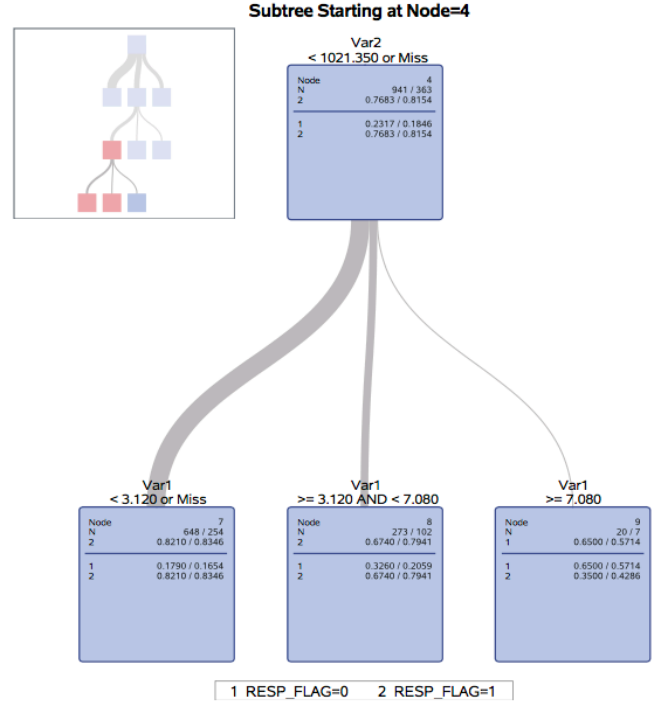 Subtree Starting at Node=4
Var2
< 1021.350 or Miss
Node 4
N 941 / 363
2 0.7683 / 0.8154
1 0.2317 / 0.1846
2 0.7683 / 0.8154
Var1
< 3.120 or Miss
Node 7
N 648 / 254
2 0.8210 / 0.8346
1 0.1790 / 0.1654
2 0.8210 / 0.8346
Var1
>= 3.120 AND < 7.080
Node 8
N 273 / 102
2 0.6740 / 0.7941
1 0.3260 / 0.2059
2 0.6740 / 0.7941
Var1
>= 7.080
Node 9
N 20 / 7
1 0.6500 / 0.5714
1 0.6500 / 0.5714
2 0.3500 / 0.4286
1 RESP_FLAG=0 2 RESP_FLAG=1